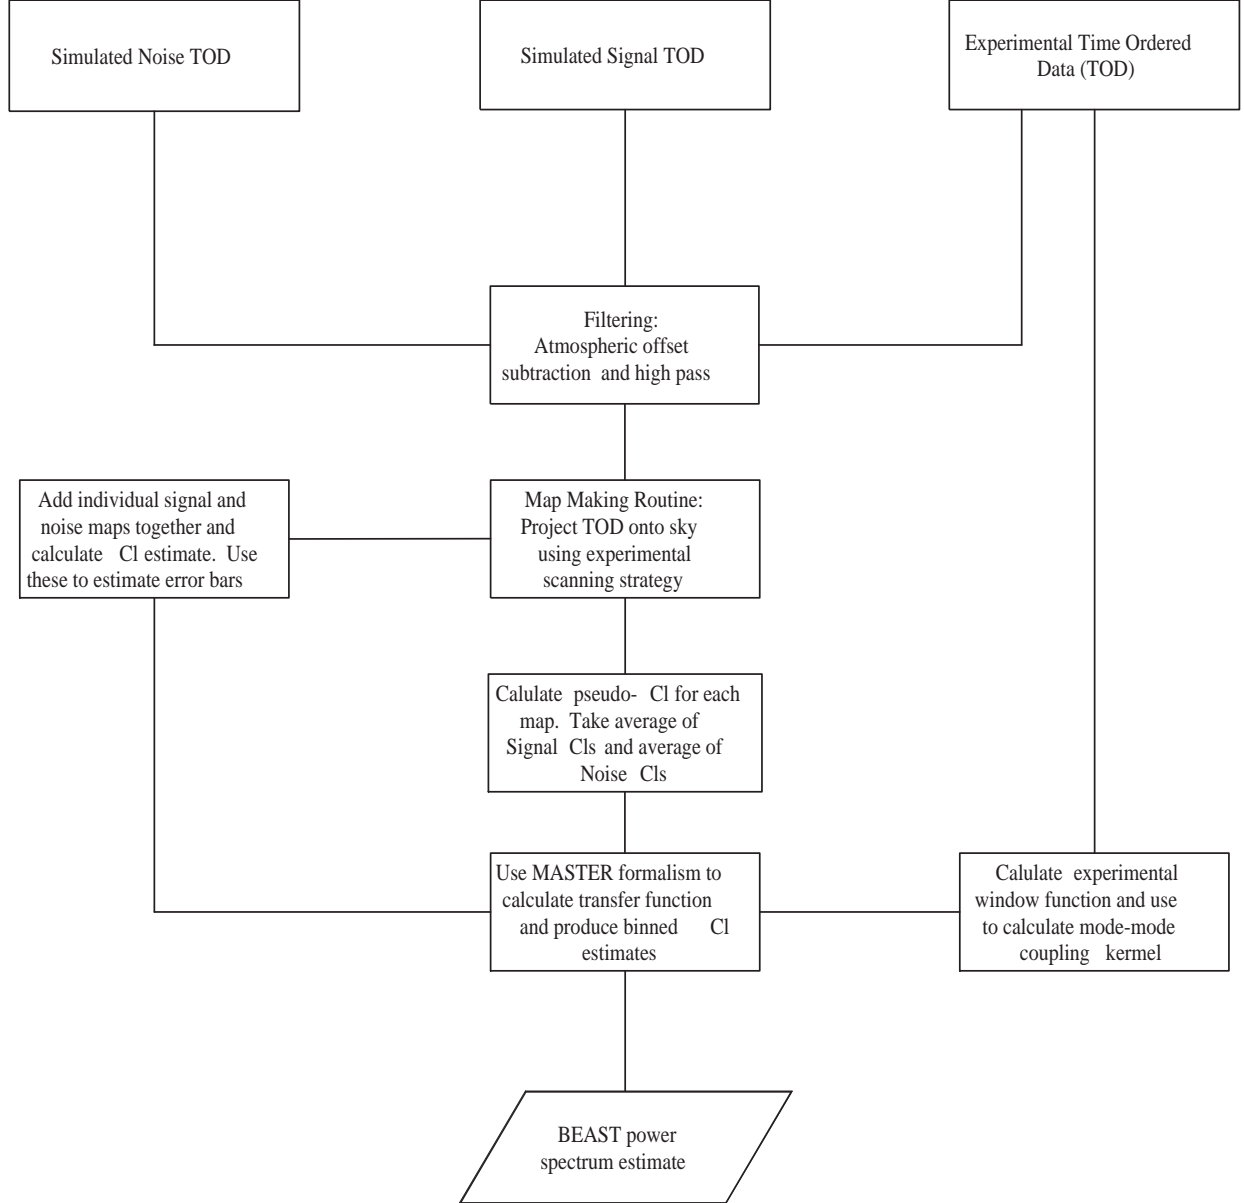 Simulated Noise TOD
Simulated Signal TOD
Experimental Time Ordered
Data (TOD)
Filtering:
Atmospheric offset
subtraction and high pass
Add individual signal and
noise maps together and
calculate Cl estimate. Use
these to estimate error bars
Map Making Routine:
Project TOD onto sky
using experimental
scanning strategy
Calulate pseudo- Cl for each
map. Take average of
Signal Cls and average of
Noise Cls
Use MASTER formalism to
calculate transfer function
and produce binned Cl
estimates
Calulate experimental
window function and use
to calculate mode-mode
coupling kernel
BEAST power
spectrum estimate